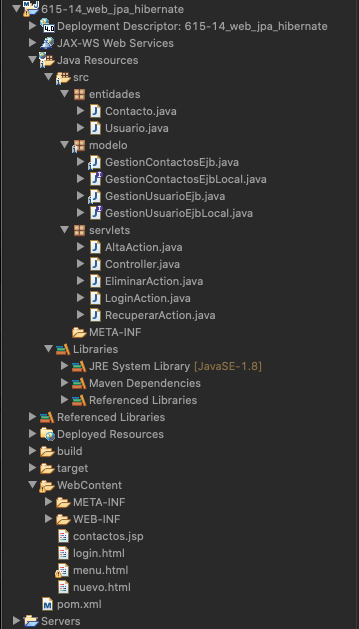 615-14_web_jpa_hibernate
Deployment Descriptor: 615-14_web_jpa_hibernate
JAX-WS Web Services
Java Resources
src
entidades
Contacto.java
Usuario.java
modelo
GestionContactosEjb.java
GestionContactosEjbLocal.java
GestionUsuarioEjb.java
GestionUsuarioEjbLocal.java
servlets
AltaAction.java
Controller.java
EliminarAction.java
LoginAction.java
RecuperarAction.java
META-INF
Libraries
JRE System Library [JavaSE-1.8]
Maven Dependencies
Referenced Libraries
Referenced Libraries
Deployed Resources
build
target
WebContent
META-INF
WEB-INF
contactos.jsp
login.html
menu.html
nuevo.html
pom.xml
Servers